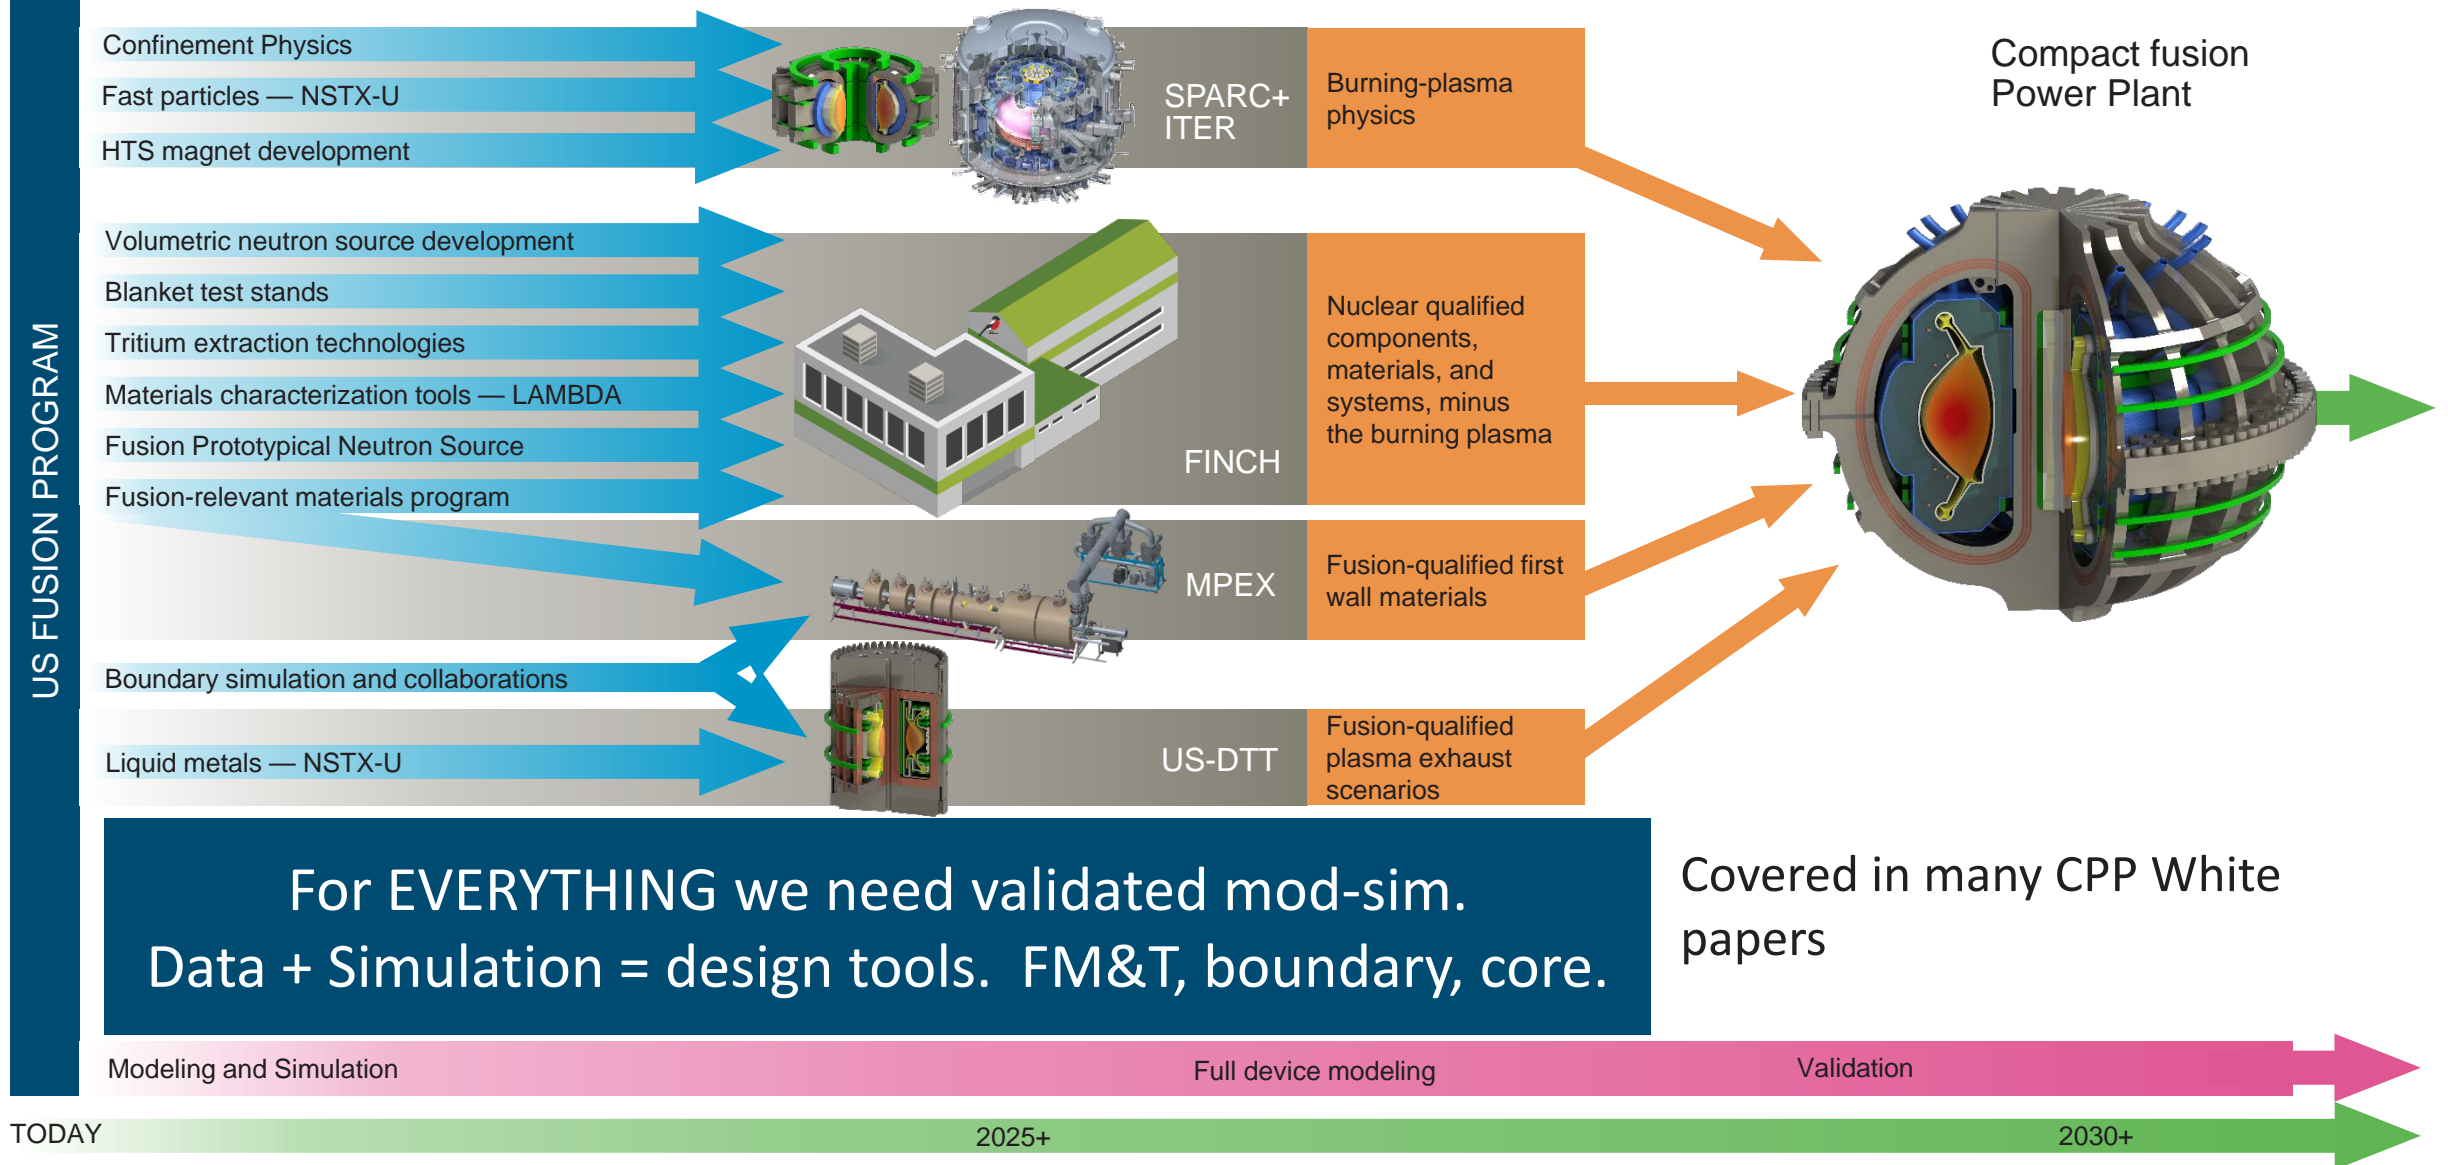 US FUSION PROGRAM
Confinement Physics
Fast particles — NSTX-U
HTS magnet development
SPARC+
ITER
Burning-plasma
physics
Compact fusion
Power Plant
Volumetric neutron source development
Blanket test stands
Tritium extraction technologies
Materials characterization tools — LAMBDA
Fusion Prototypical Neutron Source
Fusion-relevant materials program
FINCH
Nuclear qualified
components,
materials, and
systems, minus
the burning plasma
MPEX
Fusion-qualified first
wall materials
Boundary simulation and collaborations
Liquid metals — NSTX-U
US-DTT
Fusion-qualified
plasma exhaust
scenarios
For EVERYTHING we need validated mod-sim.
Data + Simulation = design tools.  FM&T, boundary, core.
Covered in many CPP White
papers
Modeling and Simulation
Full device modeling
Validation
TODAY
2025+
2030+